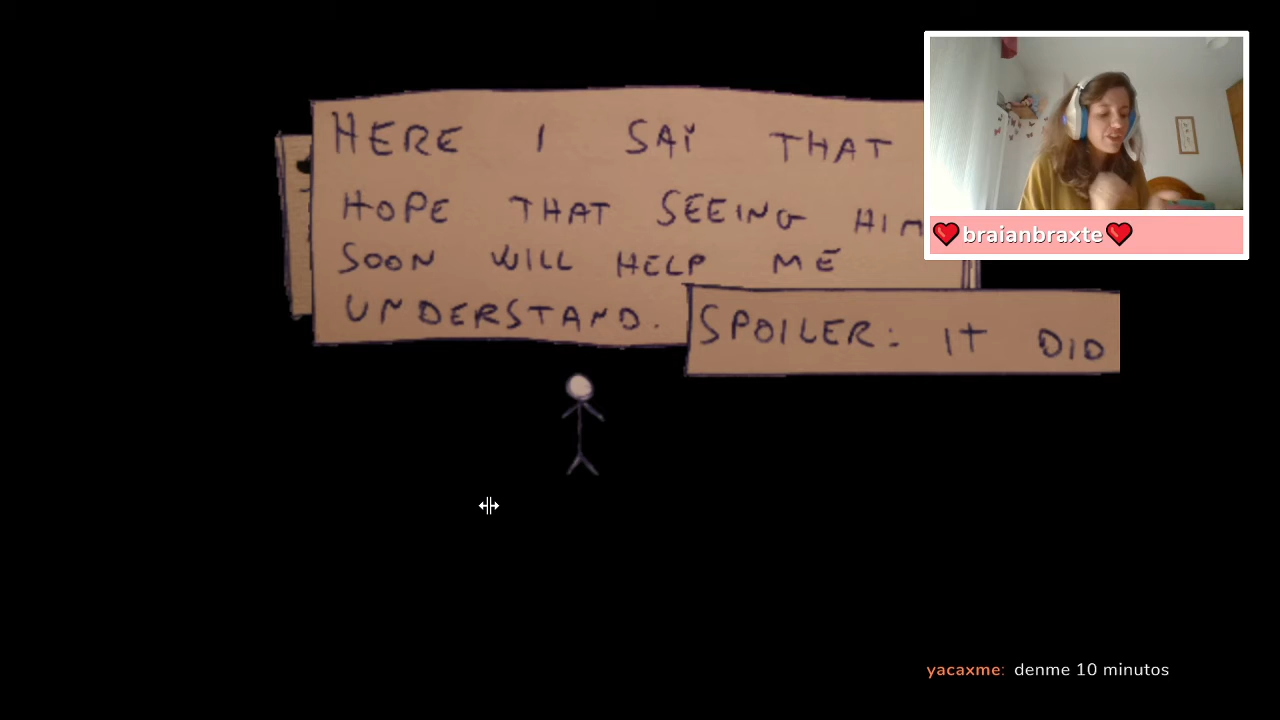 HERE I SAY THAT
HOPE THAT SEEING HIM
SOON WILL HELP ME
UNDERSTAND.
SPOILER: IT DID
braianbraxte
yacaxme: denme 10 minutos